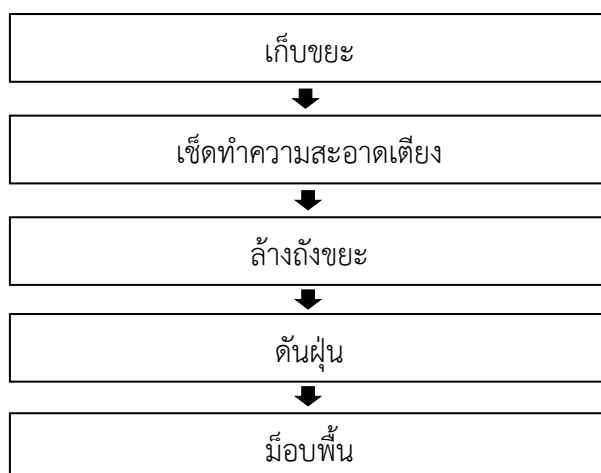 เก็บขยะ
เช็ดทำความสะอาดเตียง
ล้างถังขยะ
ดันฝุ่น
ม็อบพื้น